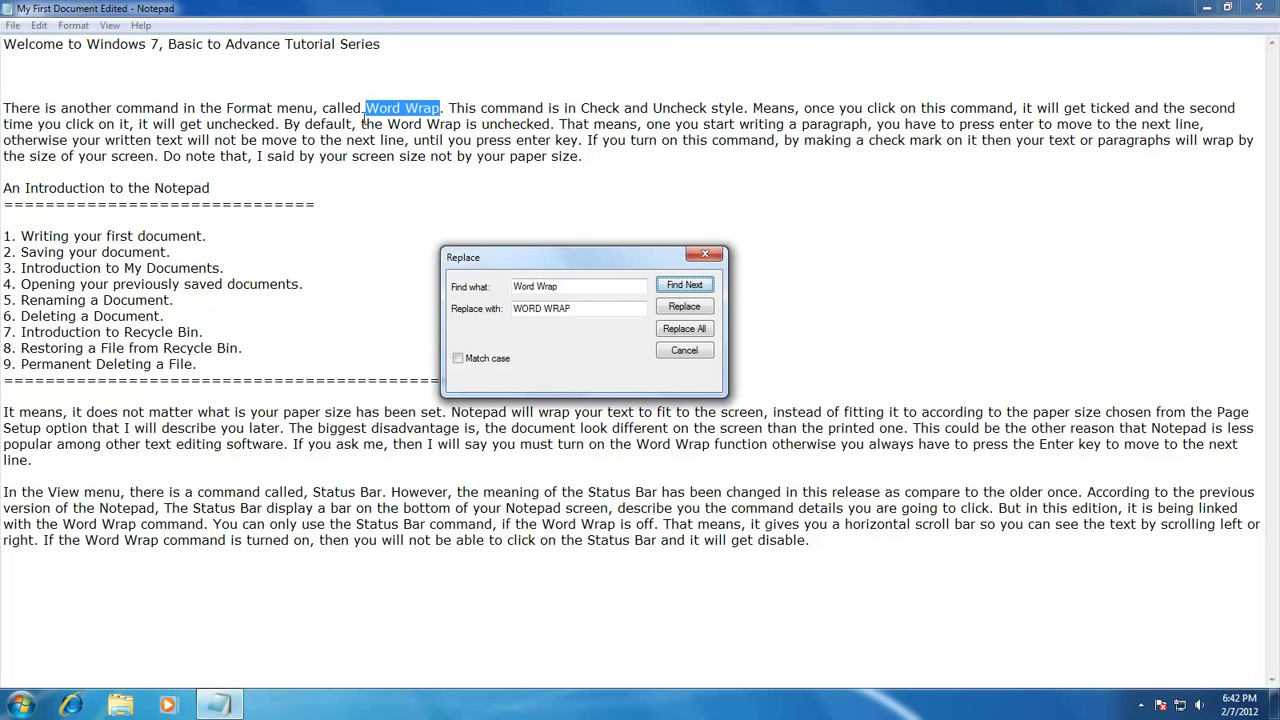 My First Document Edited - Notepad
File Edit Format View Help
Welcome to Windows 7, Basic to Advance Tutorial Series
There is another command in the Format menu, called Word Wrap. This command is in Check and Uncheck style. Means, once you click on this command, it will get ticked and the second
time you click on it, it will get unchecked. By default, the Word Wrap is unchecked. That means, one you start writing a paragraph, you have to press enter to move to the next line,
otherwise your written text will not be move to the next line, until you press enter key. If you turn on this command, by making a check mark on it then your text or paragraphs will wrap by
the size of your screen. Do note that, I said by your screen size not by your paper size.
An Introduction to the Notepad
==============================
1. Writing your first document.
2. Saving your document.
3. Introduction to My Documents.
4. Opening your previously saved documents.
5. Renaming a Document.
6. Deleting a Document.
7. Introduction to Recycle Bin.
8. Restoring a File from Recycle Bin.
9. Permanent Deleting a File.
==========================================
Replace
Find what: Word Wrap Find Next
Replace with: WORD WRAP Replace
Replace All
Cancel
Match case
It means, it does not matter what is your paper size has been set. Notepad will wrap your text to fit to the screen, instead of fitting it to according to the paper size chosen from the Page
Setup option that I will describe you later. The biggest disadvantage is, the document look different on the screen than the printed one. This could be the other reason that Notepad is less
popular among other text editing software. If you ask me, then I will say you must turn on the Word Wrap function otherwise you always have to press the Enter key to move to the next
line.
In the View menu, there is a command called, Status Bar. However, the meaning of the Status Bar has been changed in this release as compare to the older once. According to the previous
version of the Notepad, The Status Bar display a bar on the bottom of your Notepad screen, describe you the command details you are going to click. But in this edition, it is being linked
with the Word Wrap command. You can only use the Status Bar command, if the Word Wrap is off. That means, it gives you a horizontal scroll bar so you can see the text by scrolling left or
right. If the Word Wrap command is turned on, then you will not be able to click on the Status Bar and it will get disable.
6:42 PM
2/7/2012